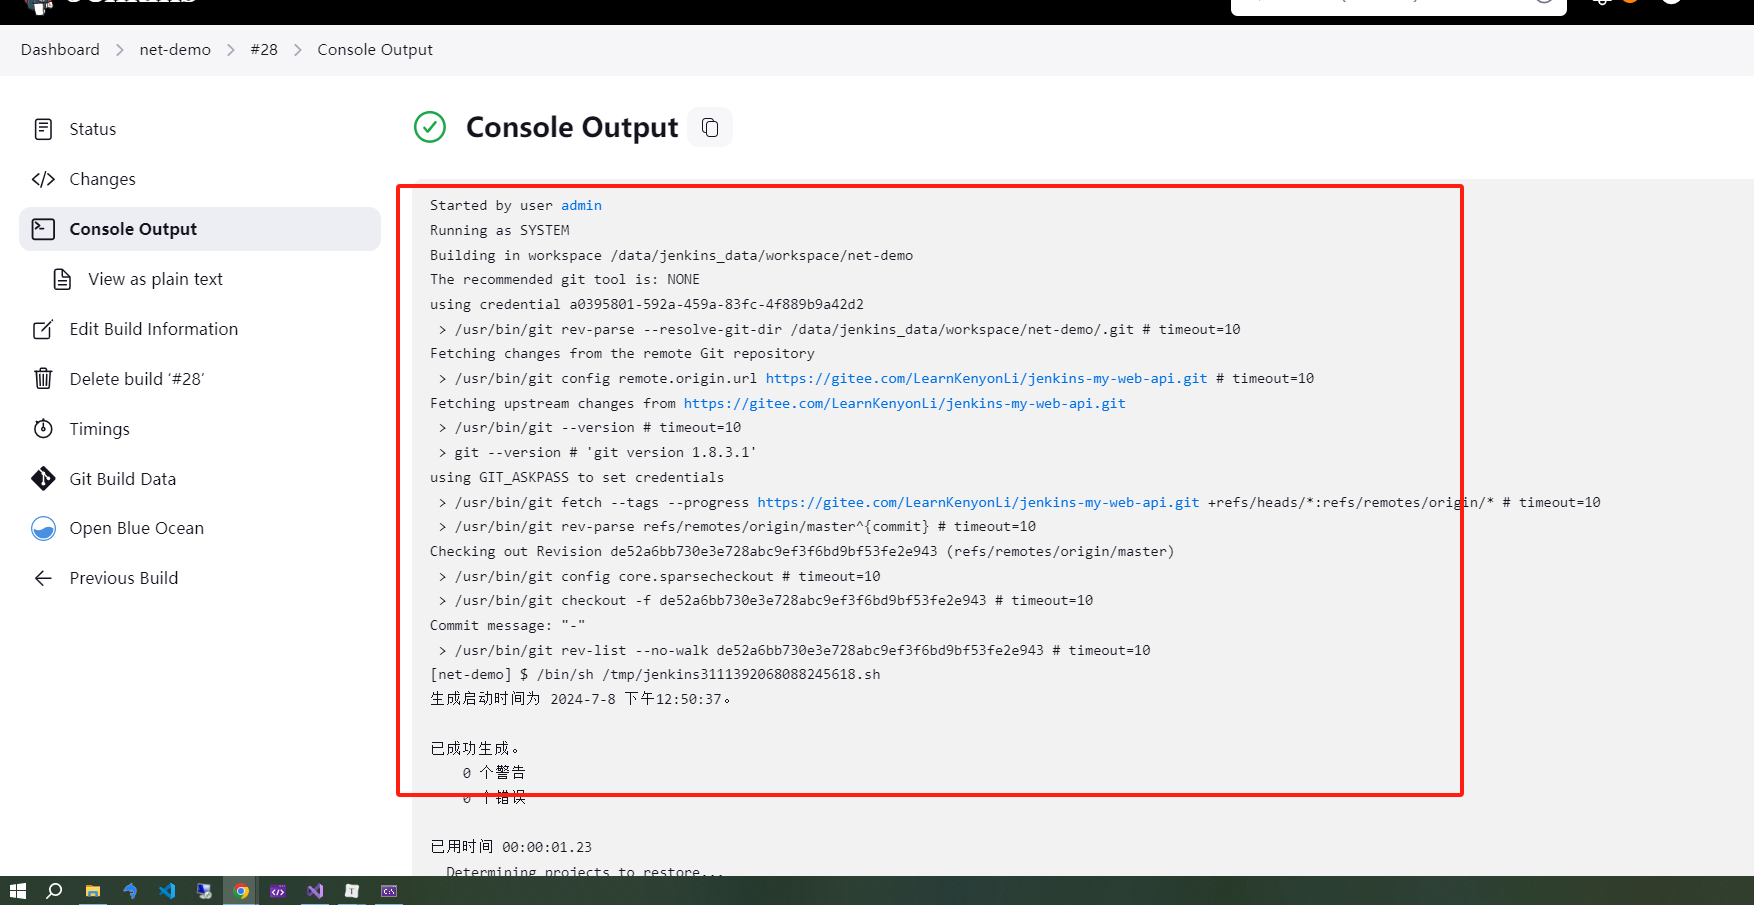 Dashboard > net-demo > #28 > Console Output
Status
Changes
Console Output
View as plain text
Edit Build Information
Delete build ‘#28’
Timings
Git Build Data
Open Blue Ocean
Previous Build
Console Output
Started by user admin
Running as SYSTEM
Building in workspace /data/jenkins_data/workspace/net-demo
The recommended git tool is: NONE
using credential a0395801-592a-459a-83fc-4f889b9a42d2
 > /usr/bin/git rev-parse --resolve-git-dir /data/jenkins_data/workspace/net-demo/.git # timeout=10
Fetching changes from the remote Git repository
 > /usr/bin/git config remote.origin.url https://gitee.com/LearnKenyonLi/jenkins-my-web-api.git # timeout=10
Fetching upstream changes from https://gitee.com/LearnKenyonLi/jenkins-my-web-api.git
 > /usr/bin/git --version # timeout=10
 > git --version # 'git version 1.8.3.1'
using GIT_ASKPASS to set credentials
 > /usr/bin/git fetch --tags --progress https://gitee.com/LearnKenyonLi/jenkins-my-web-api.git +refs/heads/*:refs/remotes/origin/* # timeout=10
 > /usr/bin/git rev-parse refs/remotes/origin/master^{commit} # timeout=10
Checking out Revision de52a6bb730e3e728abc9ef3f6bd9bf53fe2e943 (refs/remotes/origin/master)
 > /usr/bin/git config core.sparsecheckout # timeout=10
 > /usr/bin/git checkout -f de52a6bb730e3e728abc9ef3f6bd9bf53fe2e943 # timeout=10
Commit message: "-"
 > /usr/bin/git rev-list --no-walk de52a6bb730e3e728abc9ef3f6bd9bf53fe2e943 # timeout=10
[net-demo] $ /bin/sh /tmp/jenkins3111392068088245618.sh
生成启动时间为 2024-7-8 下午12:50:37。
已成功生成。
0 个警告
0 个错误
已用时间 00:00:01.23
Determining projects to restore...